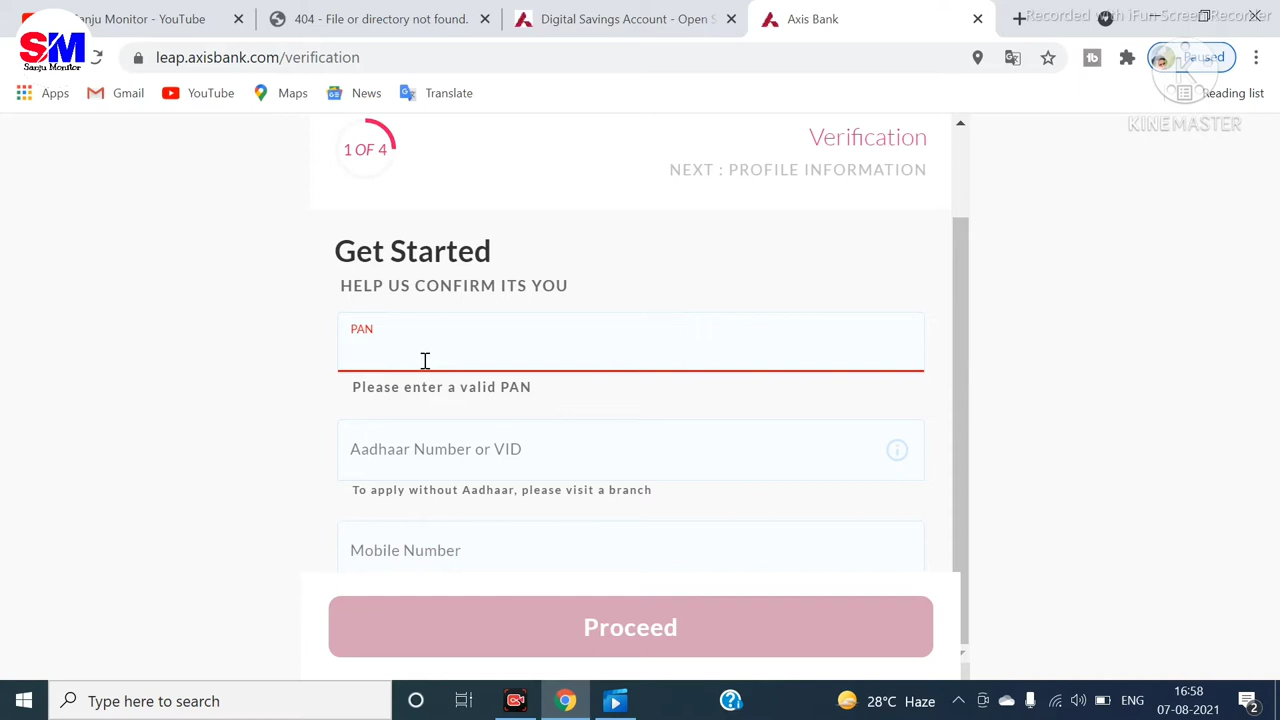 nju Monitor - YouTube
404 - File or directory not found.
Digital Savings Account - Open S
Axis Bank
Recorded with iFun Screen Recorder
SM
Sanju Monitor
leap.axisbank.com/verification
Paused
Apps
Gmail
YouTube
Maps
News
Translate
Reading list
KINEMASTER
1 OF 4
Verification
NEXT : PROFILE INFORMATION
Get Started
HELP US CONFIRM ITS YOU
PAN
Please enter a valid PAN
Aadhaar Number or VID
To apply without Aadhaar, please visit a branch
Mobile Number
Proceed
Type here to search
28°C Haze
ENG
16:58
07-08-2021
2